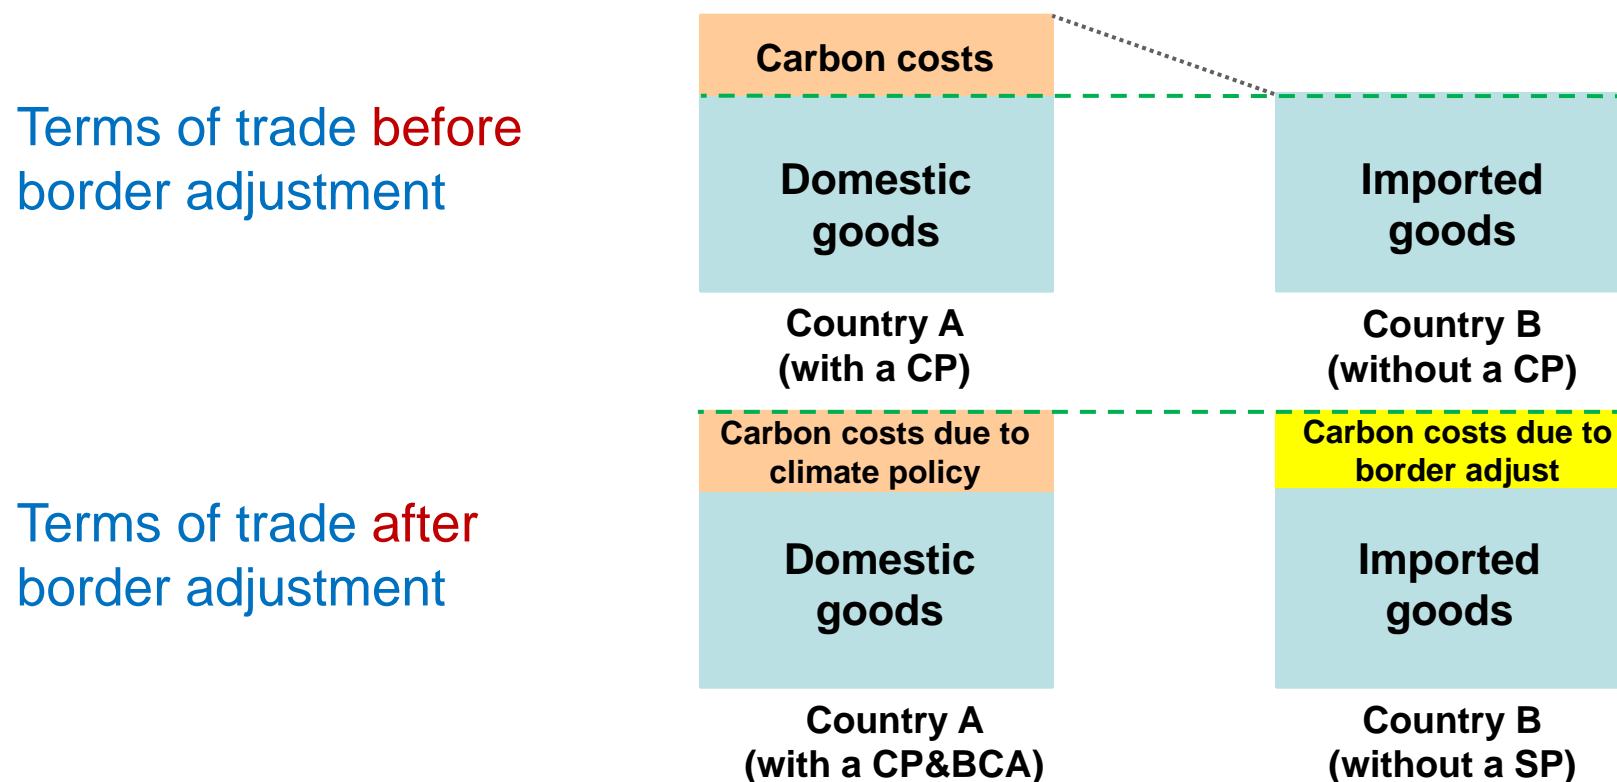 Terms of trade before
border adjustment
Carbon costs
Domestic
goods
Imported
goods
Country A
(with a CP)
Country B
(without a CP)
Terms of trade after
border adjustment
Carbon costs due to
climate policy
Carbon costs due to
border adjust
Domestic
goods
Imported
goods
Country A
(with a CP&BCA)
Country B
(without a SP)